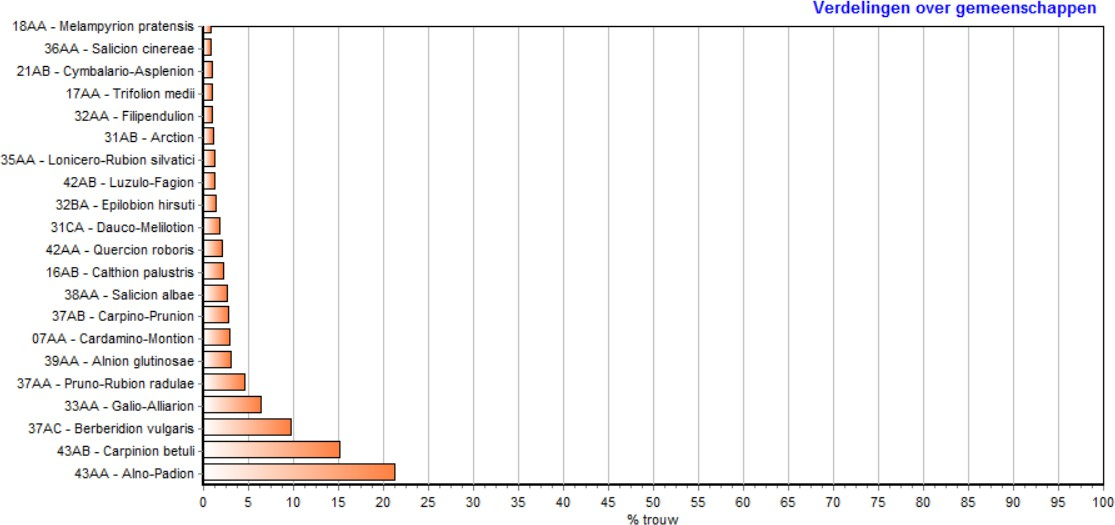 Verdelingen over gemeenschappen
18AA - Melampyrion pratensis
36AA - Salicion cinereae
21AB - Cymbalario-Asplenion
17AA - Trifolion medii
32AA - Filipendulion
31AB - Arction
35AA - Lonicero-Rubion silvatici
42AB - Luzulo-Fagion
32BA - Epilobion hirsuti
31CA - Dauco-Melilotion
42AA - Quercion roboris
16AB - Calthion palustris
38AA - Salicion albae
37AB - Carpino-Prunion
07AA - Cardamino-Montion
39AA - Alnion glutinosae
37AA - Pruno-Rubion radulae
33AA - Galio-Alliarion
37AC - Berberidion vulgaris
43AB - Carpinion betuli
43AA - Alno-Padion
0 5 10 15 20 25 30 35 40 45 50 55 60 65 70 75 80 85 90 95 100
% trouw